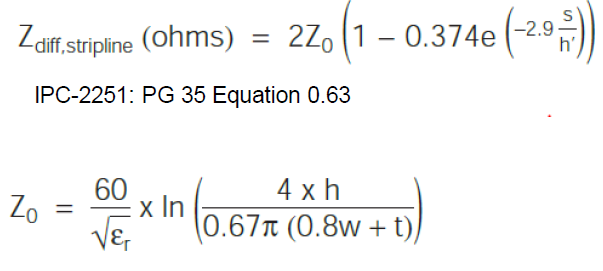 Zdiff,stripline (ohms) = 2Z₀ (1 – 0.374e (–2.9 s/h′))
IPC-2251: PG 35 Equation 0.63
Z₀ = 60/√εr x ln (4 x h / 0.67π (0.8w + t))